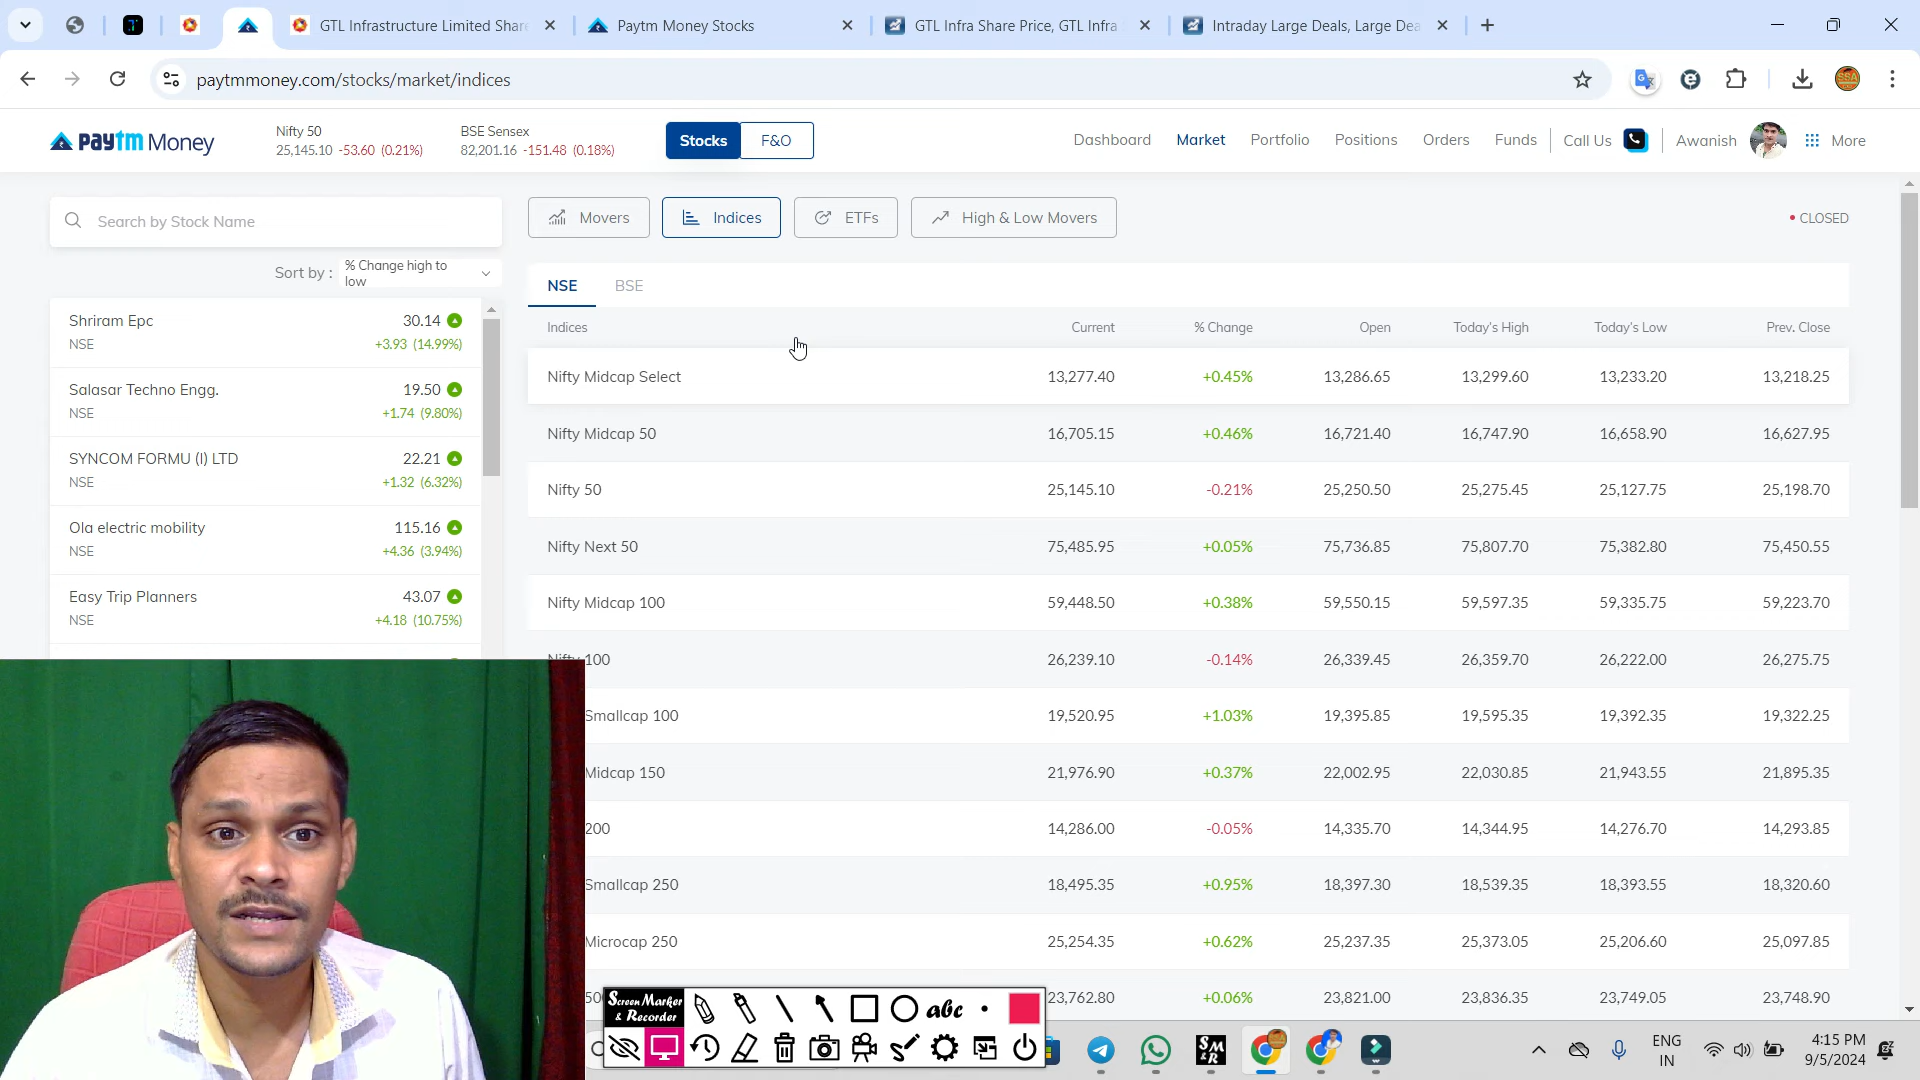 GTL Infrastructure Limited Share
Paytm Money Stocks
GTL Infra Share Price, GTL Infra
Intraday Large Deals, Large Dea
paytmmoney.com/stocks/market/indices
SSA
paytm Money
Nifty 50
25,145.10 -53.60 (0.21%)
BSE Sensex
82,201.16 -151.48 (0.18%)
Stocks
F&O
Dashboard
Market
Portfolio
Positions
Orders
Funds
Call Us
Awanish
More
Search by Stock Name
Movers
Indices
ETFs
High & Low Movers
• CLOSED
Sort by :
% Change high to
low
NSE
BSE
Shriram Epc 30.14
NSE +3.93 (14.99%)
Salasar Techno Engg. 19.50
NSE +1.74 (9.80%)
SYNCOM FORMU (I) LTD 22.21
NSE +1.32 (6.32%)
Ola electric mobility 115.16
NSE +4.36 (3.94%)
Easy Trip Planners 43.07
NSE +4.18 (10.75%)
Indices Current % Change Open Today's High Today's Low Prev. Close
Nifty Midcap Select 13,277.40 +0.45% 13,286.65 13,299.60 13,233.20 13,218.25
Nifty Midcap 50 16,705.15 +0.46% 16,721.40 16,747.90 16,658.90 16,627.95
Nifty 50 25,145.10 -0.21% 25,250.50 25,275.45 25,127.75 25,198.70
Nifty Next 50 75,485.95 +0.05% 75,736.85 75,807.70 75,382.80 75,450.55
Nifty Midcap 100 59,448.50 +0.38% 59,550.15 59,597.35 59,335.75 59,223.70
Nifty 100 26,239.10 -0.14% 26,339.45 26,359.70 26,222.00 26,275.75
Smallcap 100 19,520.95 +1.03% 19,395.85 19,595.35 19,392.35 19,322.25
Midcap 150 21,976.90 +0.37% 22,002.95 22,030.85 21,943.55 21,895.35
200 14,286.00 -0.05% 14,335.70 14,344.95 14,276.70 14,293.85
Smallcap 250 18,495.35 +0.95% 18,397.30 18,539.35 18,393.55 18,320.60
Microcap 250 25,254.35 +0.62% 25,237.35 25,373.05 25,206.60 25,097.85
50 23,762.80 +0.06% 23,821.00 23,836.35 23,749.05 23,748.90
Screen Marker
& Recorder
abc
SM
&R
ENG
IN
4:15 PM
9/5/2024